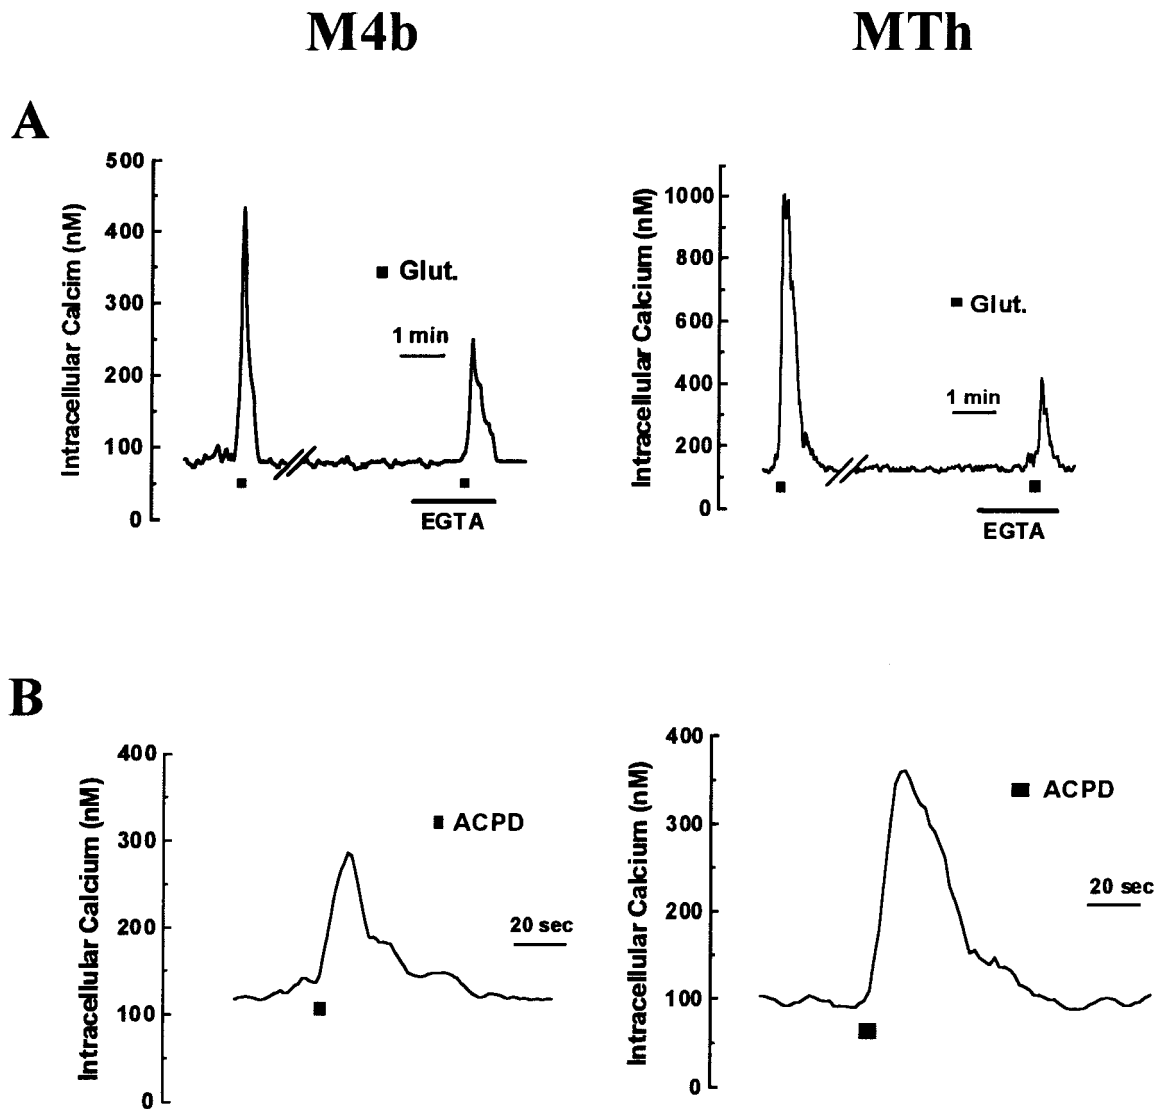 M4b
MTh
A
Intracellular Calcim (nM)
500
400
300
200
100
0
Glut.
1 min
EGTA
Intracellular Calcium (nM)
1000
800
600
400
200
0
Glut.
1 min
EGTA
B
Intracellular Calcium (nM)
400
300
200
100
0
ACPD
20 sec
Intracellular Calcium (nM)
400
300
200
100
0
ACPD
20 sec